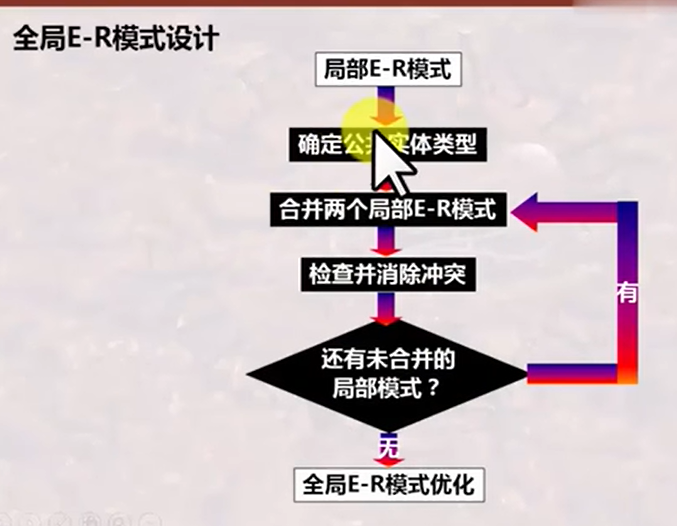 全局E-R模式设计
局部E-R模式
确定公共实体类型
合并两个局部E-R模式
检查并消除冲突
有
还有未合并的
局部模式？
无
全局E-R模式优化